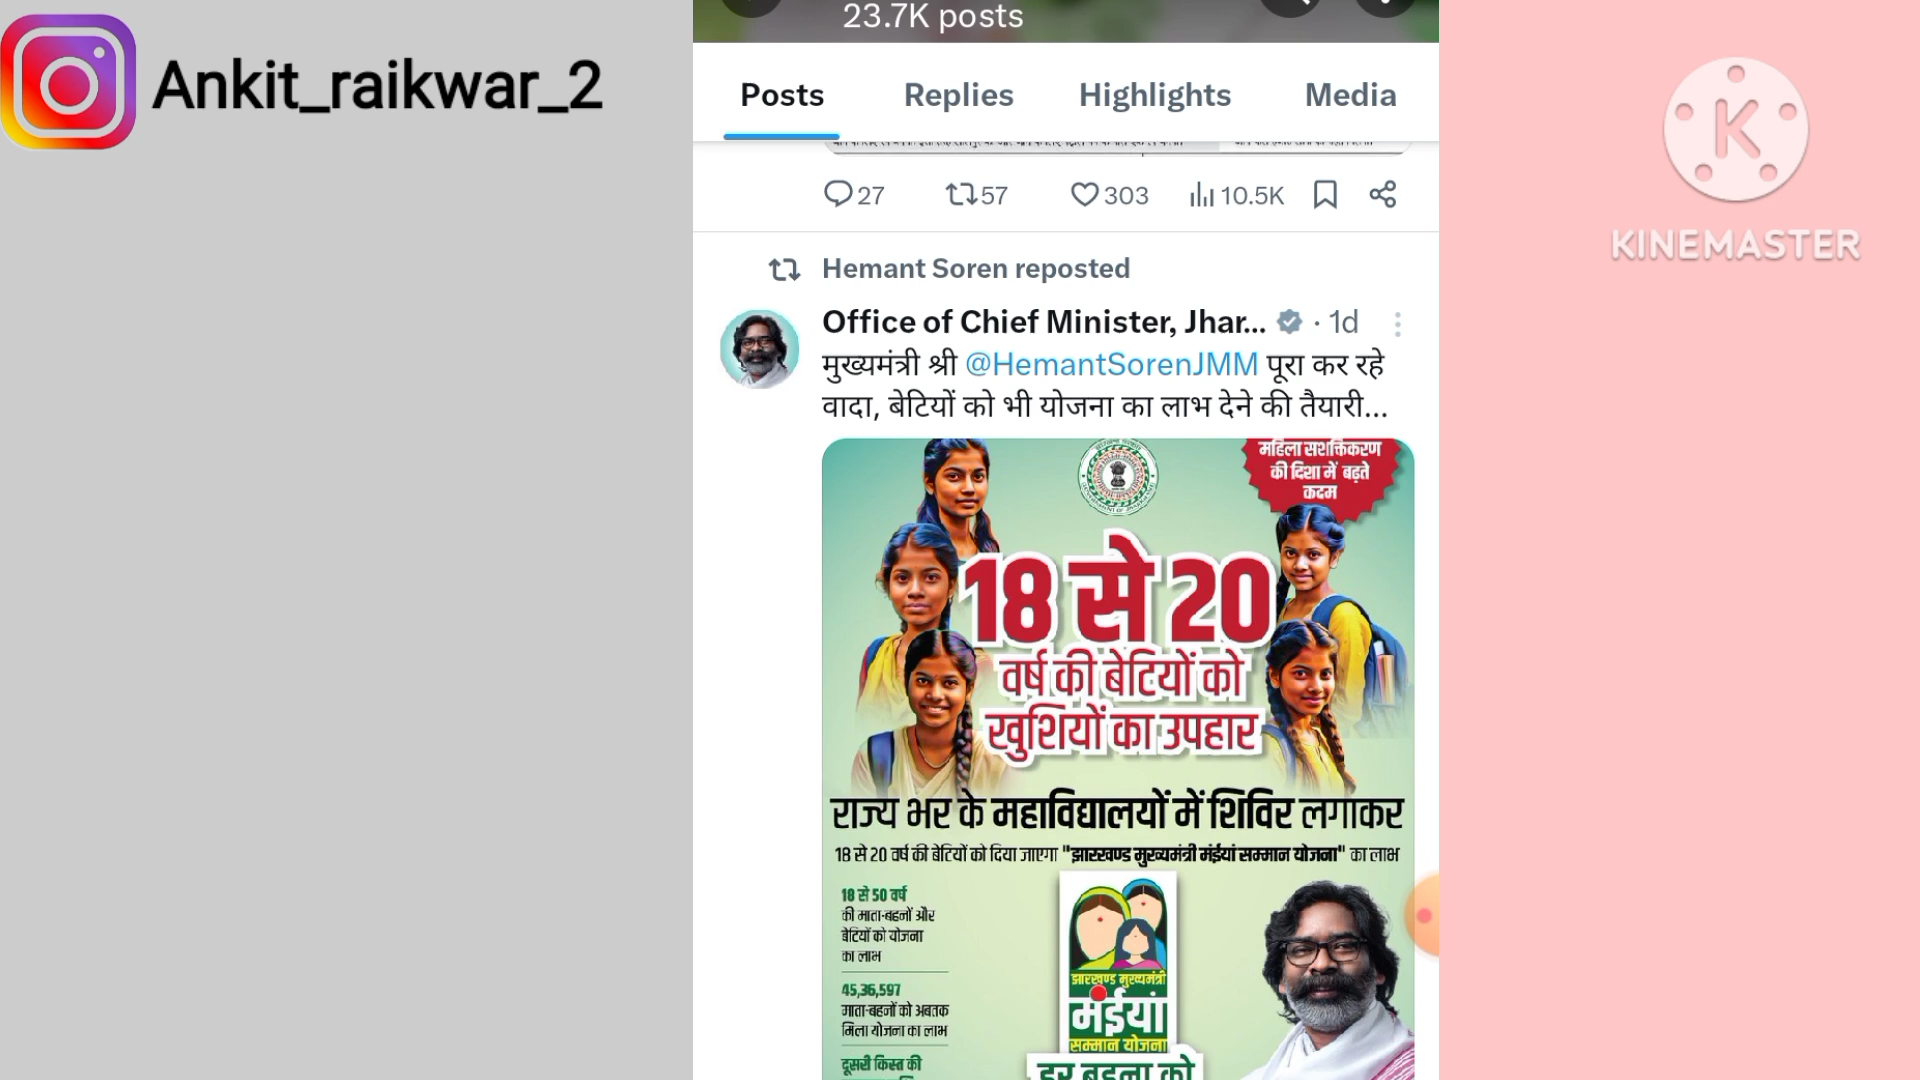 Ankit_raikwar_2
23.7K posts
Posts Replies Highlights Media
27 57 303 10.5K
Hemant Soren reposted
Office of Chief Minister, Jhar... · 1d
मुख्यमंत्री श्री @HemantSorenJMM पूरा कर रहे
वादा, बेटियों को भी योजना का लाभ देने की तैयारी...
महिला सशक्तिकरण
की दिशा में बढ़ते
कदम
18 से 20
वर्ष की बेटियों को
खुशियों का उपहार
राज्य भर के महाविद्यालयों में शिविर लगाकर
18 से 20 वर्ष की बेटियों को दिया जाएगा "झारखण्ड मुख्यमंत्री मंईयां सम्मान योजना" का लाभ
18 से 50 वर्ष
की माता-बहनों और
बेटियों को योजना
का लाभ
45,36,597
माता-बहनों को अबतक
मिला योजना का लाभ
दूसरी किस्त की
झारखण्ड मुख्यमंत्री
मंईयां
सम्मान योजना
हर बहना को
K
KINEMASTER